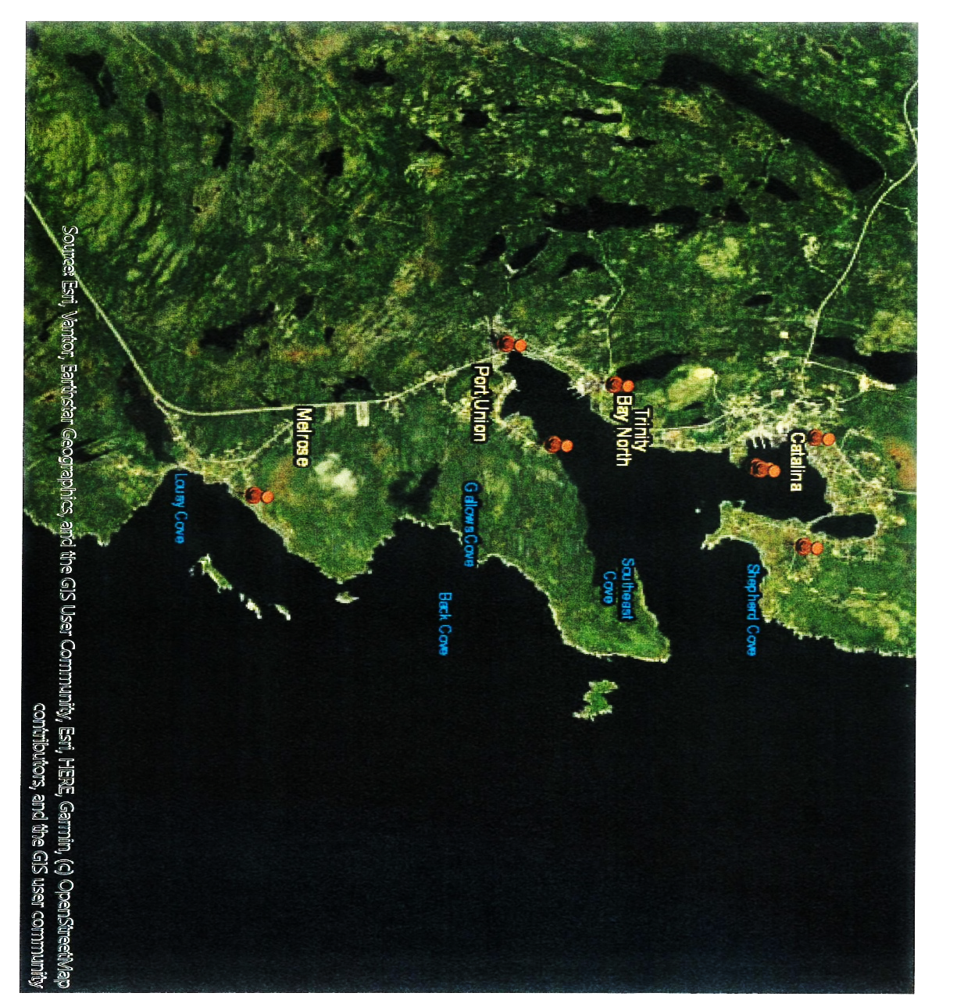 Catalina
Shepherd Cove
Trinity
Bay North
Southeast
Cove
Port Union
Gallows Cove
Back Cove
Melrose
Lousy Cove
Source: Esri, Vantor, Earthstar Geographics, and the GIS User Community, Esri, HERE, Garmin, (c) OpenStreetMap
contributors, and the GIS user community